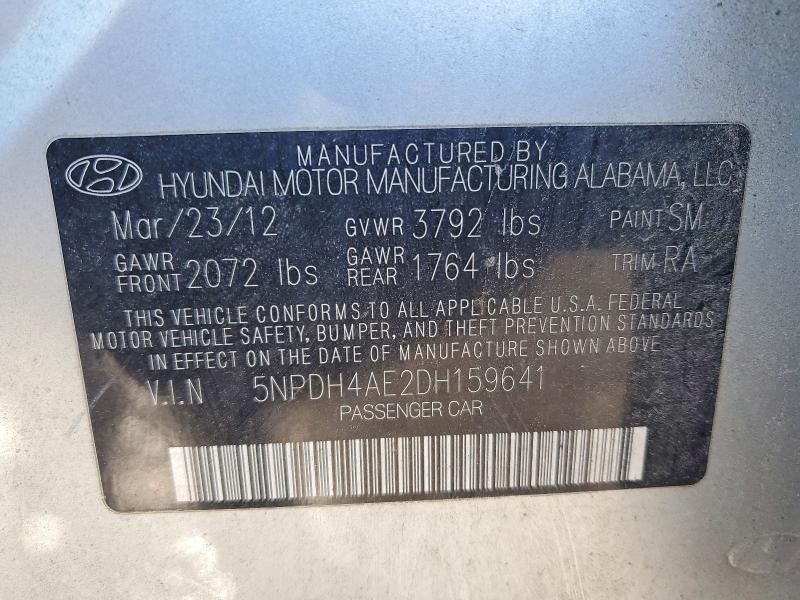 MANUFACTURED BY
HYUNDAI MOTOR MANUFACTURING ALABAMA, LLC
Mar/23/12 GVWR 3792 lbs PAINT SM
GAWR FRONT 2072 lbs GAWR REAR 1764 lbs TRIM RA
THIS VEHICLE CONFORMS TO ALL APPLICABLE U.S.A. FEDERAL
MOTOR VEHICLE SAFETY, BUMPER, AND THEFT PREVENTION STANDARDS
IN EFFECT ON THE DATE OF MANUFACTURE SHOWN ABOVE.
V.I.N 5NPDH4AE2DH159641
PASSENGER CAR